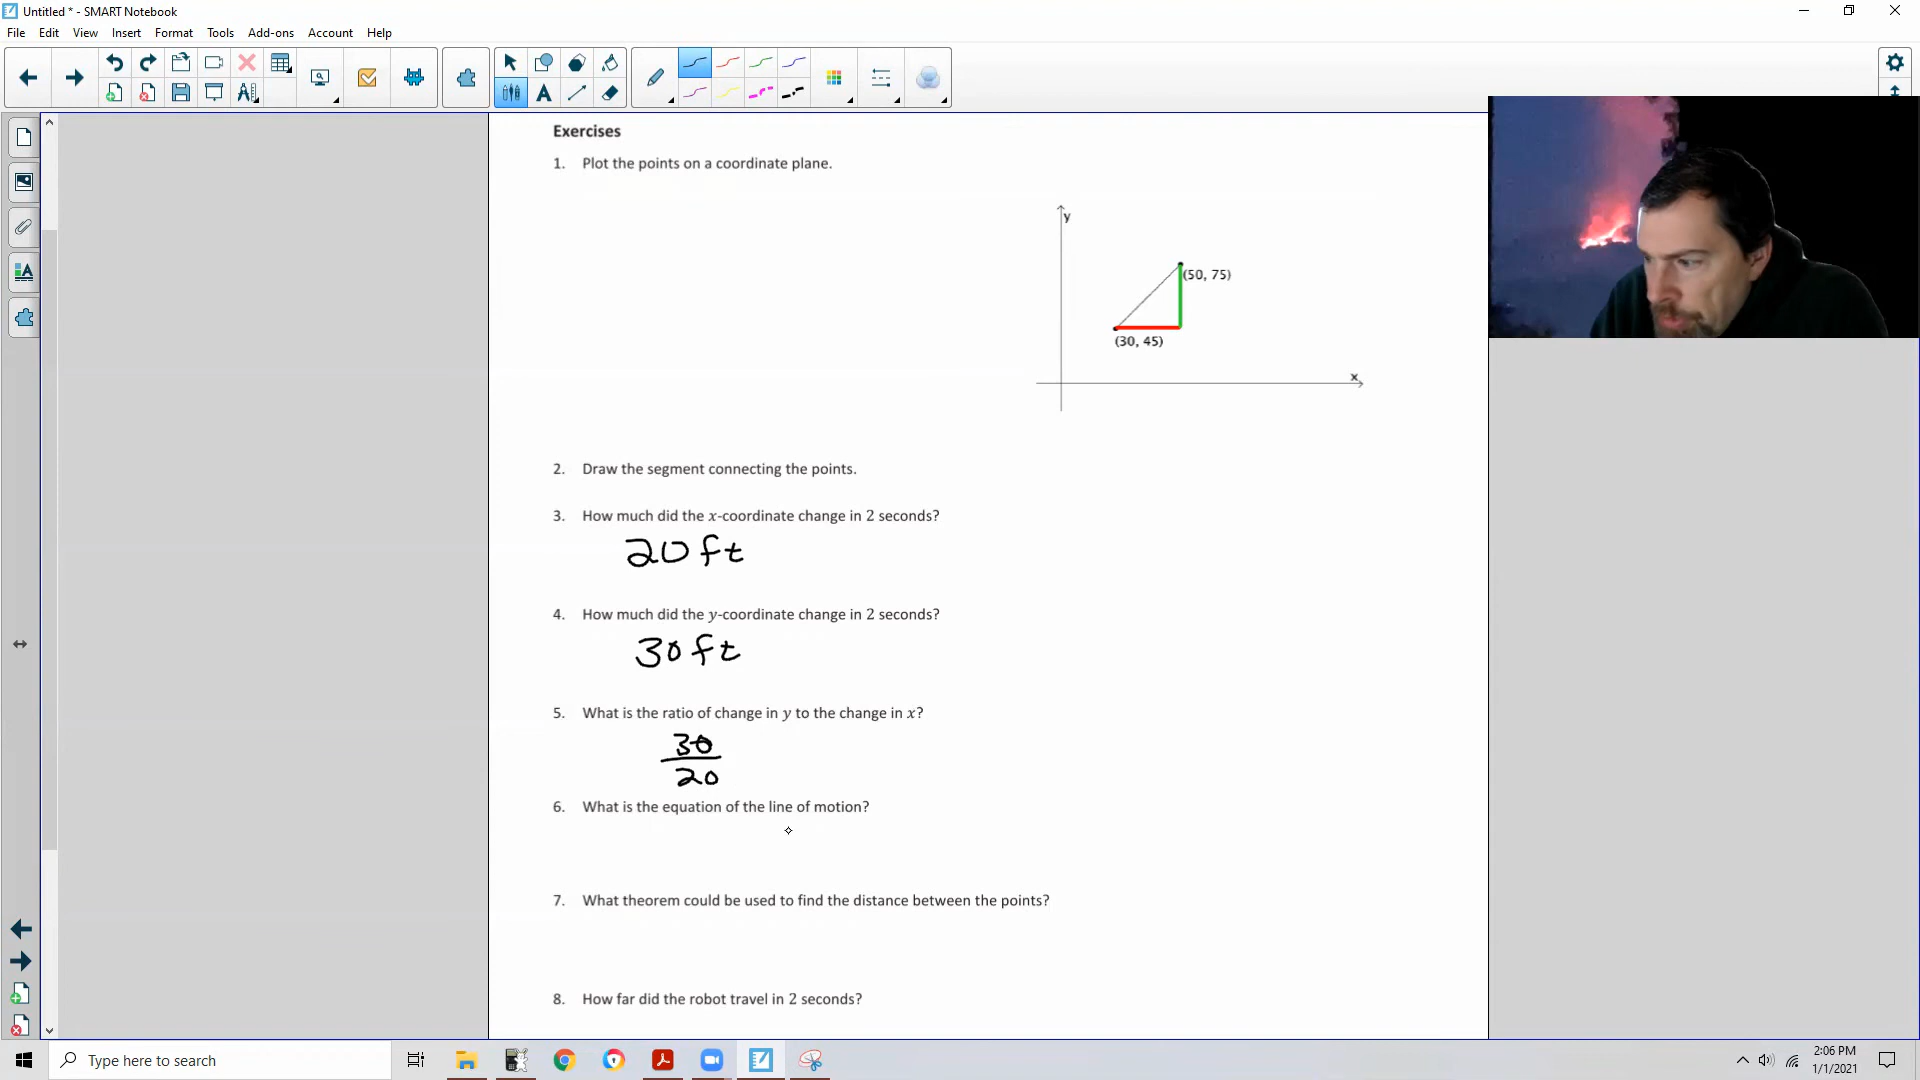 Untitled * - SMART Notebook
File Edit View Insert Format Tools Add-ons Account Help
Exercises
1. Plot the points on a coordinate plane.
y
(50, 75)
(30, 45)
x
2. Draw the segment connecting the points.
3. How much did the x-coordinate change in 2 seconds?
20 ft
4. How much did the y-coordinate change in 2 seconds?
30 ft
5. What is the ratio of change in y to the change in x?
30
20
6. What is the equation of the line of motion?
7. What theorem could be used to find the distance between the points?
8. How far did the robot travel in 2 seconds?
Type here to search
2:06 PM
1/1/2021